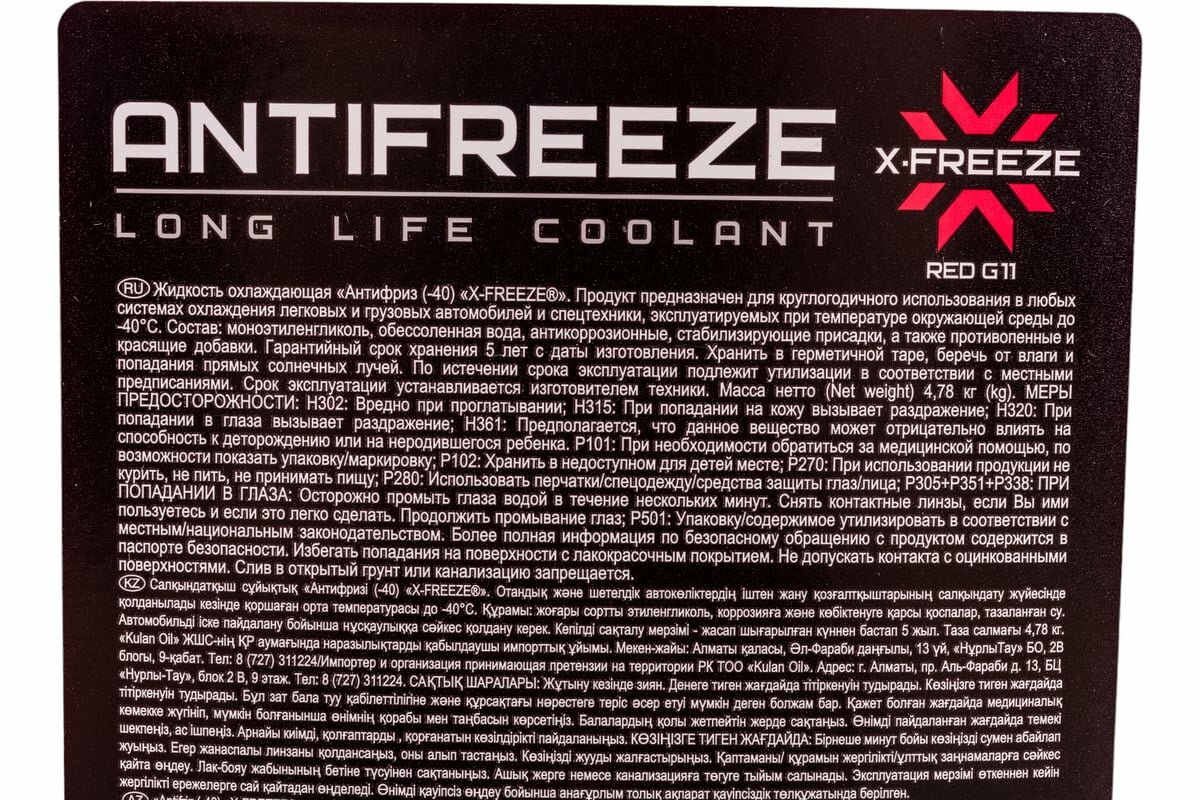 ANTIFREEZE
LONG LIFE COOLANT
X·FREEZE
RED G11
RU Жидкость охлаждающая «Антифриз (-40) «X-FREEZE®». Продукт предназначен для круглогодичного использования в любых
системах охлаждения легковых и грузовых автомобилей и спецтехники, эксплуатируемых при температуре окружающей среды до
-40°С. Состав: моноэтиленгликоль, обессоленная вода, антикоррозионные, стабилизирующие присадки, а также противопенные и
красящие добавки. Гарантийный срок хранения 5 лет с даты изготовления. Хранить в герметичной таре, беречь от влаги и
попадания прямых солнечных лучей. По истечении срока эксплуатации подлежит утилизации в соответствии с местными
предписаниями. Срок эксплуатации устанавливается изготовителем техники. Масса нетто (Net weight) 4,78 кг (kg). МЕРЫ
ПРЕДОСТОРОЖНОСТИ: H302: Вредно при проглатывании; H315: При попадании на кожу вызывает раздражение; H320: При
попадании в глаза вызывает раздражение; H361: Предполагается, что данное вещество может отрицательно влиять на
способность к деторождению или на неродившегося ребенка. P101: При необходимости обратиться за медицинской помощью, по
возможности показать упаковку/маркировку; P102: Хранить в недоступном для детей месте; P270: При использовании продукции не
курить, не пить, не принимать пищу; P280: Использовать перчатки/спецодежду/средства защиты глаз/лица; P305+P351+P338: ПРИ
ПОПАДАНИИ В ГЛАЗА: Осторожно промыть глаза водой в течение нескольких минут. Снять контактные линзы, если Вы ими
пользуетесь и если это легко сделать. Продолжить промывание глаз; P501: Упаковку/содержимое утилизировать в соответствии с
местным/национальным законодательством. Более полная информация по безопасному обращению с продуктом содержится в
паспорте безопасности. Избегать попадания на поверхности с лакокрасочным покрытием. Не допускать контакта с оцинкованными
поверхностями. Слив в открытый грунт или канализацию запрещается.
KZ Салқындатқыш сұйықтық «Антифризі (-40) «X-FREEZE®». Отандық және шетелдік автокөліктердің іштен жану қозғалтқыштарының салқындату жүйесінде
қолданылады кезінде қоршаған орта температурасы до -40°С. Құрамы: жоғары сортты этиленгликоль, коррозияға және көбіктенуге қарсы қоспалар, тазаланған су.
Автомобильді іске пайдалану бойынша нұсқаулыққа сәйкес қолдану керек. Кепілді сақталу мерзімі - жасап шығарылған күннен бастап 5 жыл. Таза салмағы 4,78 кг.
«Kulan Oil» ЖШС-нің ҚР аумағында наразылықтарды қабылдаушы импорттық ұйымы. Мекен-жайы: Алматы қаласы, Әл-Фараби даңғылы, 13 үй, «НұрлыТау» БО, 2В
блогы, 9-қабат. Тел: 8 (727) 311224/Импортер и организация принимающая претензии на территории РК ТОО «Kulan Oil». Адрес: г. Алматы, пр. Аль-Фараби д. 13, БЦ
«Нурлы-Тау», блок 2 В, 9 этаж. Тел: 8 (727) 311224. САҚТЫҚ ШАРАЛАРЫ: Жұтыну кезінде зиян. Денеге тиген жағдайда тітіркентуін тудырады. Көзіңізге тиген жағдайда
тітіркентуін тудырады. Бұл зат бала туу қабілеттілігіне және құрсақтағы нәрестеге теріс әсер етуі мүмкін деген болжам бар. Қажет болған жағдайда медициналық
көмекке жүгініп, мүмкін болғанынша өнімнің қорабы мен таңбасын көрсетіңіз. Балалардың қолы жетпейтін жерде сақтаңыз. Өнімді пайдаланған жағдайда темекі
шекпеңіз, ас ішпеңіз. Арнайы киімді, қолғаптарды , қорғанатын көзілдірікті пайдаланыңыз. КӨЗІҢІЗГЕ ТИГЕН ЖАҒДАЙДА: Бірнеше минут бойы көзіңізді сумен абайлап
жуыңыз. Егер жанаспалы линзаны қолдансаңыз, оны алып тастаңыз. Көзіңізді жууды жалғастырыңыз. Қаптаманы/ құрамын жергілікті/ұлттық заңнамаларға сәйкес
қайта өңдеу. Лак-бояу жабынының бетіне түсуінен сақтаныз. Ашық жерге немесе канализацияға төгуге тыйым салынады. Эксплуатация мерзімі өткеннен кейін
жергілікті ережелерге сай қайтадан өңделеді. Өнімді қауіпсіз өңдеу бойынша анағұрлым толық ақпарат қауіпсіздік төлқұжатында берілген.